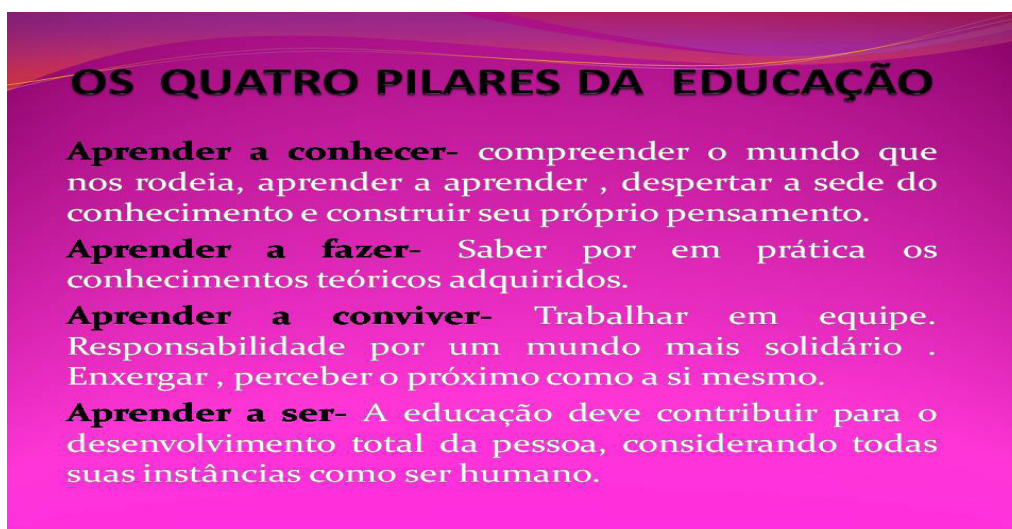 OS QUATRO PILARES DA EDUCAÇÃO
Aprender a conhecer- compreender o mundo que
nos rodeia, aprender a aprender , despertar a sede do
conhecimento e construir seu próprio pensamento.
Aprender a fazer- Saber por em prática os
conhecimentos teóricos adquiridos.
Aprender a conviver- Trabalhar em equipe.
Responsabilidade por um mundo mais solidário .
Enxergar , perceber o próximo como a si mesmo.
Aprender a ser- A educação deve contribuir para o
desenvolvimento total da pessoa, considerando todas
suas instâncias como ser humano.